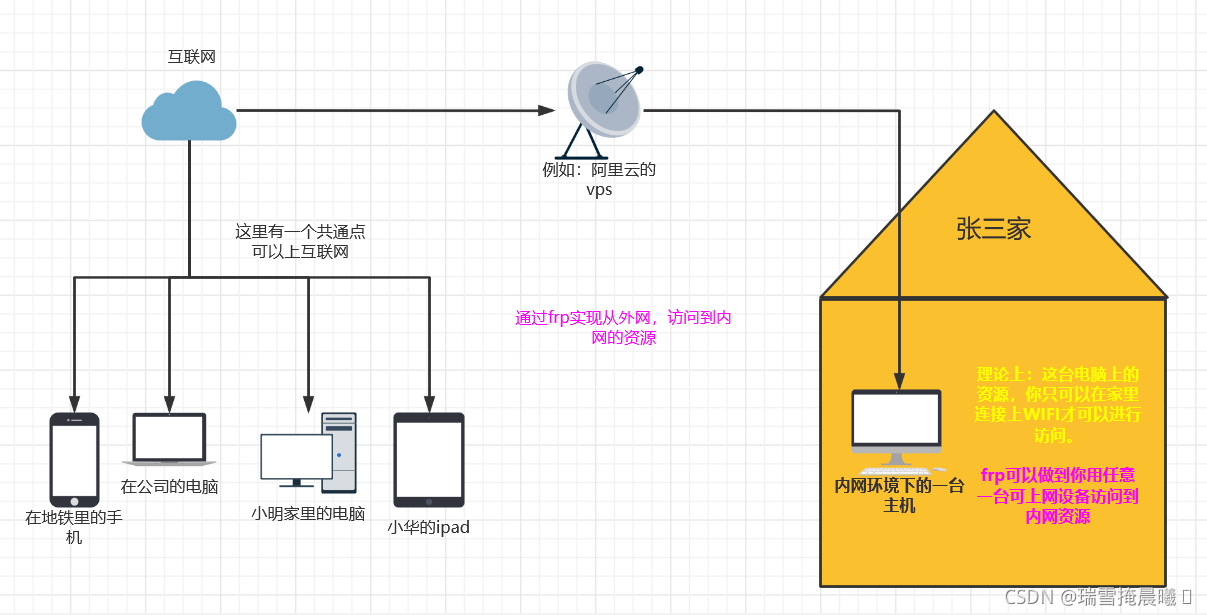 互联网
例如：阿里云的
vps
这里有一个共通点
可以上互联网
张三家
通过frp实现从外网，访问到内
网的资源
理论上：这台电脑上的
资源，你只可以在家里
连接上WIFI才可以进行
访问。
frp可以做到你用任意
一台可上网设备访问到
内网资源
内网环境下的一台
主机
在地铁里的手
机
在公司的电脑
小明家里的电脑
小华的ipad
CSDN @瑞雪掩晨曦